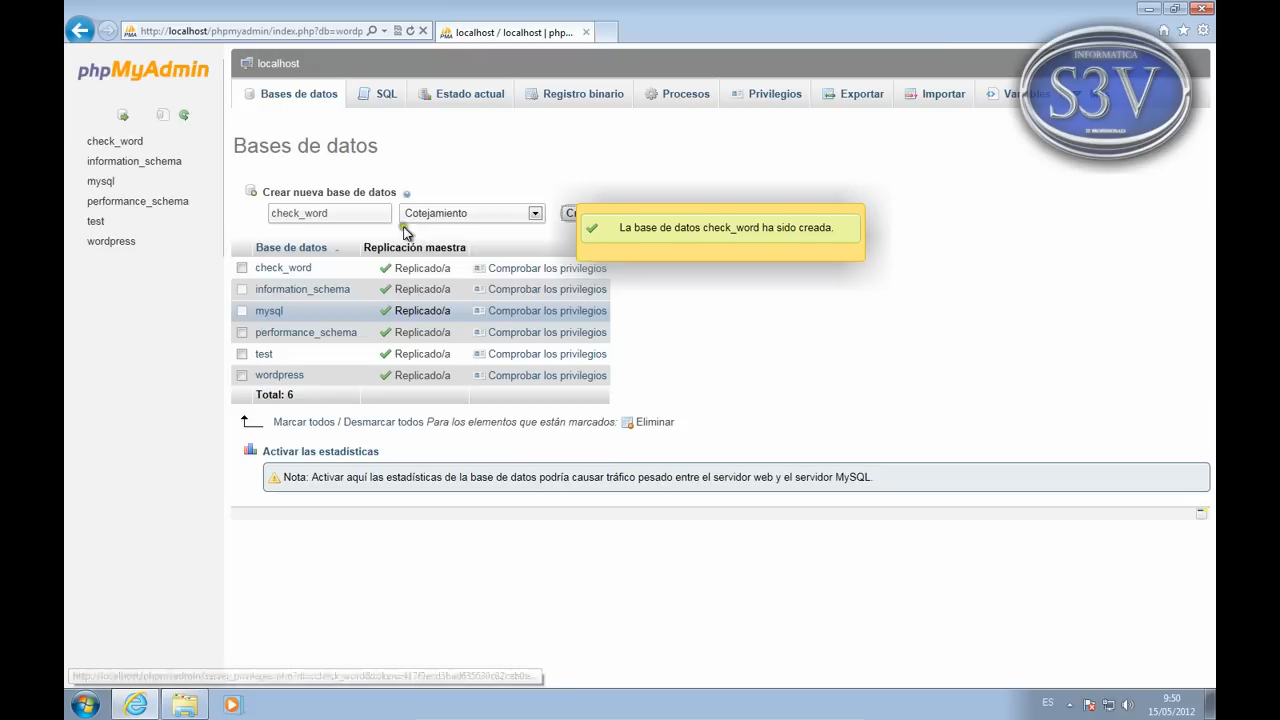 http://localhost/phpmyadmin/index.php?db=wordp
localhost / localhost | php...
phpMyAdmin
localhost
Bases de datos
SQL
Estado actual
Registro binario
Procesos
Privilegios
Exportar
Importar
INFORMATICA
S3V
IT PROFESIONALES
check_word
information_schema
mysql
performance_schema
test
wordpress
Bases de datos
Crear nueva base de datos
check_word
Cotejamiento
La base de datos check_word ha sido creada.
Base de datos Replicación maestra
check_word Replicado/a Comprobar los privilegios
information_schema Replicado/a Comprobar los privilegios
mysql Replicado/a Comprobar los privilegios
performance_schema Replicado/a Comprobar los privilegios
test Replicado/a Comprobar los privilegios
wordpress Replicado/a Comprobar los privilegios
Total: 6
Marcar todos / Desmarcar todos Para los elementos que están marcados: Eliminar
Activar las estadísticas
Nota: Activar aquí las estadísticas de la base de datos podría causar tráfico pesado entre el servidor web y el servidor MySQL.
ES
9:50
15/05/2012